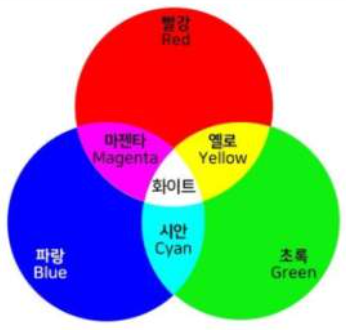 빨강
Red
마젠타
Magenta
옐로
Yellow
화이트
시안
Cyan
파랑
Blue
초록
Green